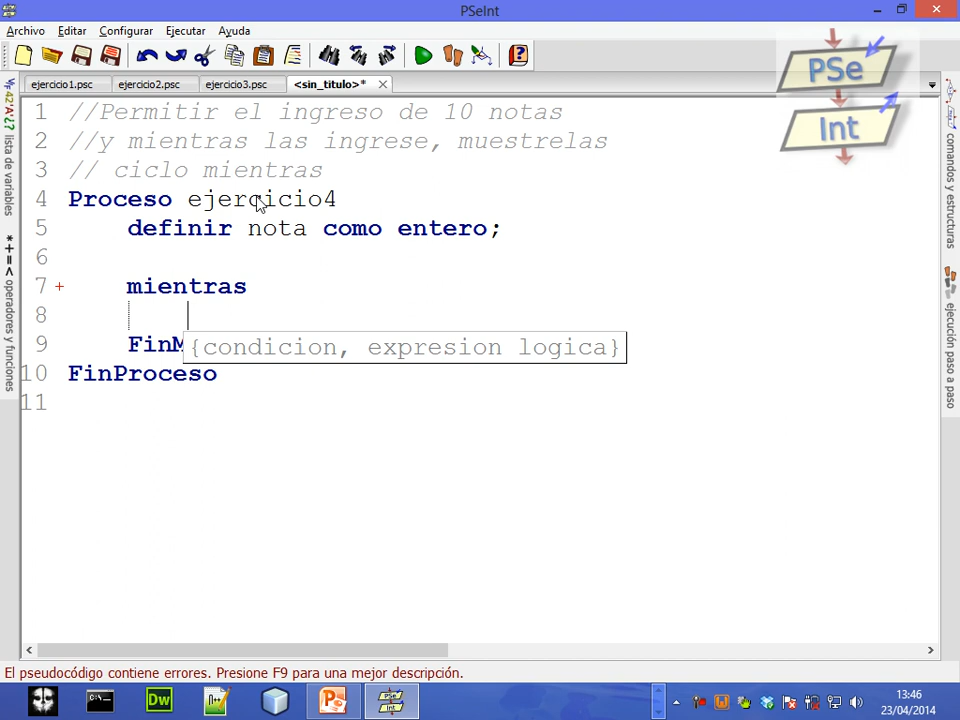 PSeInt
Archivo Editar Configurar Ejecutar Ayuda
ejercicio1.psc ejercicio2.psc ejercicio3.psc <sin_titulo>*
PSe
Int
lista de variables
operadores y funciones
1 //Permitir el ingreso de 10 notas
2 //y mientras las ingrese, muestrelas
3 // ciclo mientras
4 Proceso ejercicio4
5 definir nota como entero;
6
7 mientras
8
{condicion, expresion logica}
9 FinM
10 FinProceso
11
comandos y estructuras
ejecución paso a paso
El pseudocódigo contiene errores. Presione F9 para una mejor descripción.
Dw
PSe
Int
13:46
23/04/2014